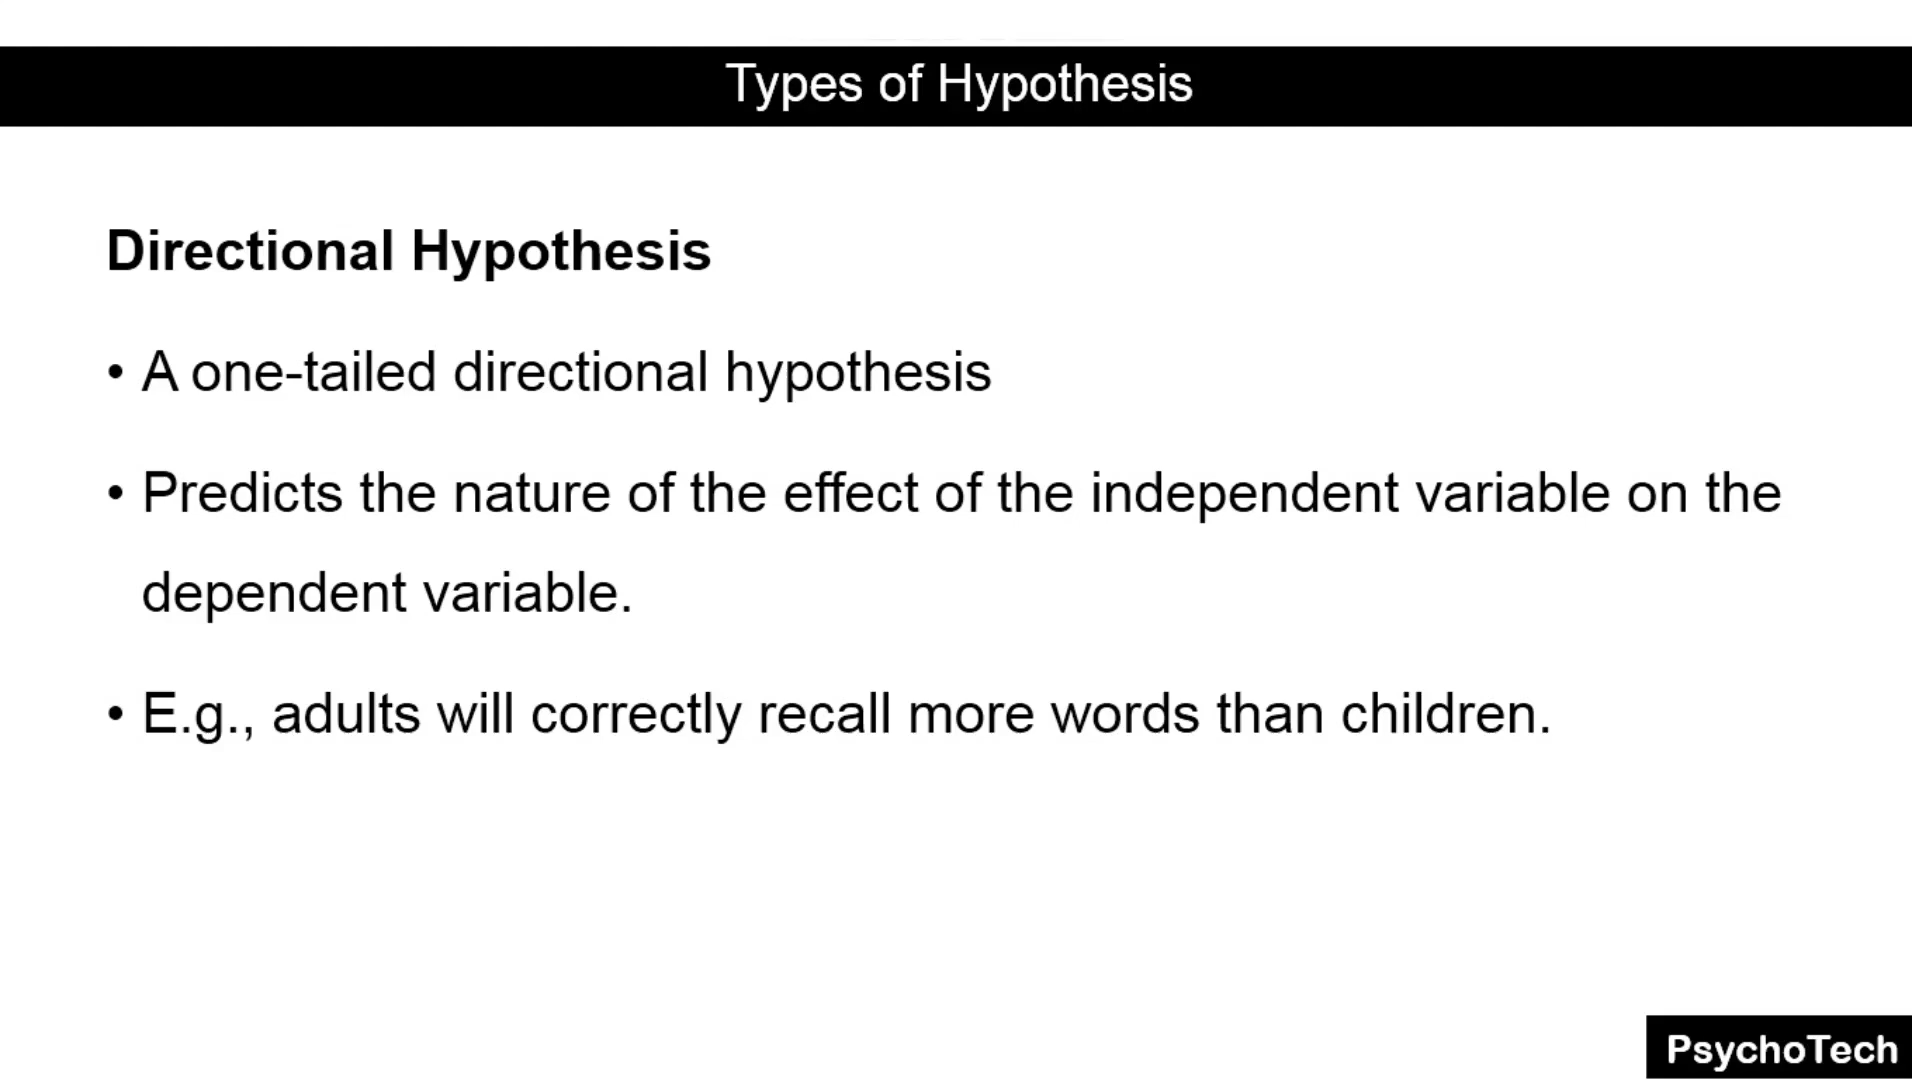 Types of Hypothesis
Directional Hypothesis
• A one-tailed directional hypothesis
• Predicts the nature of the effect of the independent variable on the
dependent variable.
• E.g., adults will correctly recall more words than children.
PsychoTech